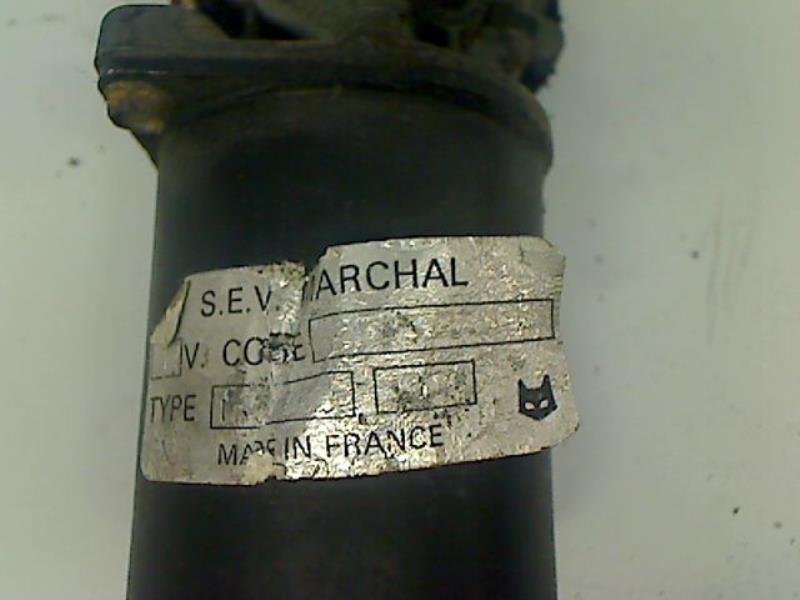 S.E.V. MARCHAL
V. CODE
TYPE
MADE IN FRANCE